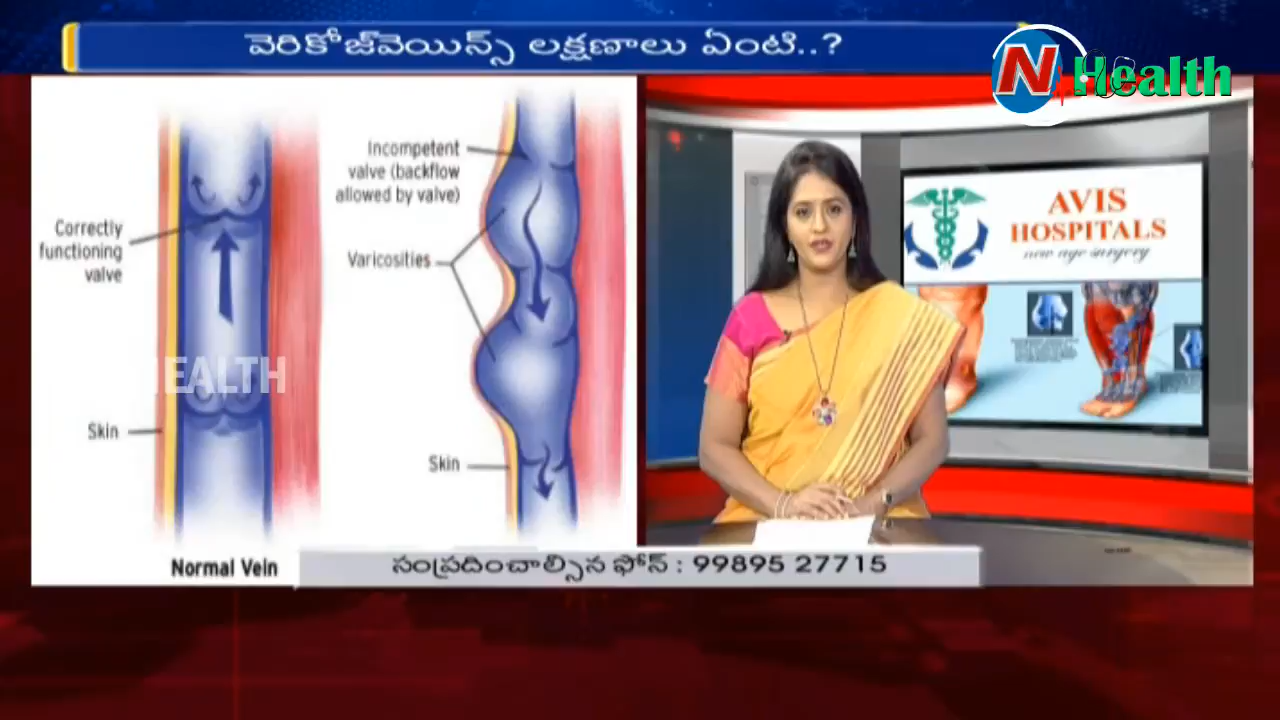 వెరికోజ్‌వెయిన్స్ లక్షణాలు ఏంటి..?
N Health
Correctly
functioning
valve
Skin
HEALTH
Normal Vein
Incompetent
valve (backflow
allowed by valve)
Varicosities
Skin
AVIS
HOSPITALS
new age surgery
సంప్రదించాల్సిన ఫోన్ : 99895 27715